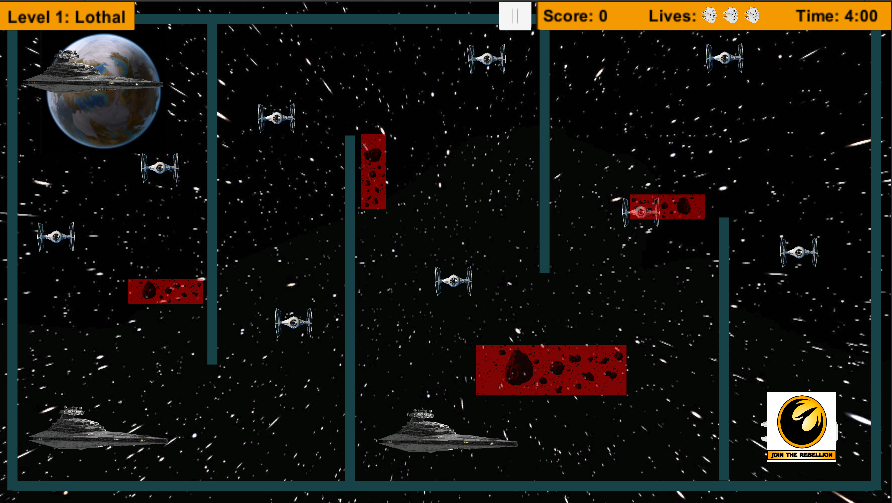 Level 1: Lothal
Score: 0
Lives:
Time: 4:00
JOIN THE REBELLION